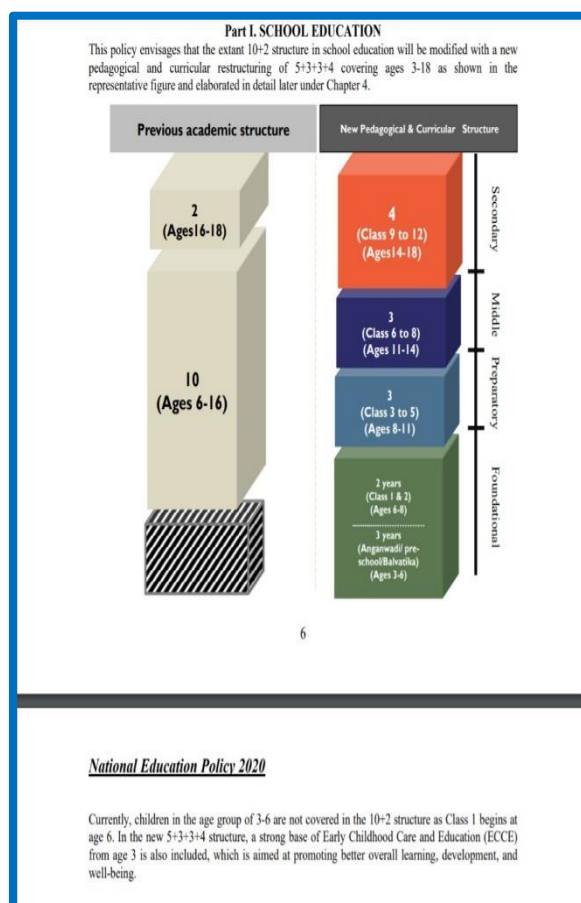 Part I. SCHOOL EDUCATION
This policy envisages that the extant 10+2 structure in school education will be modified with a new
pedagogical and curricular restructuring of 5+3+3+4 covering ages 3-18 as shown in the
representative figure and elaborated in detail later under Chapter 4.
Previous academic structure
New Pedagogical & Curricular Structure
2
(Ages16-18)
10
(Ages 6-16)
4
(Class 9 to 12)
(Ages14-18)
3
(Class 6 to 8)
(Ages 11-14)
3
(Class 3 to 5)
(Ages 8-11)
2 years
(Class 1 & 2)
(Ages 6-8)
3 years
(Anganwadi/ pre-
school/Balvatika)
(Ages 3-6)
Secondary
Middle
Preparatory
Foundational
6
National Education Policy 2020
Currently, children in the age group of 3-6 are not covered in the 10+2 structure as Class 1 begins at
age 6. In the new 5+3+3+4 structure, a strong base of Early Childhood Care and Education (ECCE)
from age 3 is also included, which is aimed at promoting better overall learning, development, and
well-being.